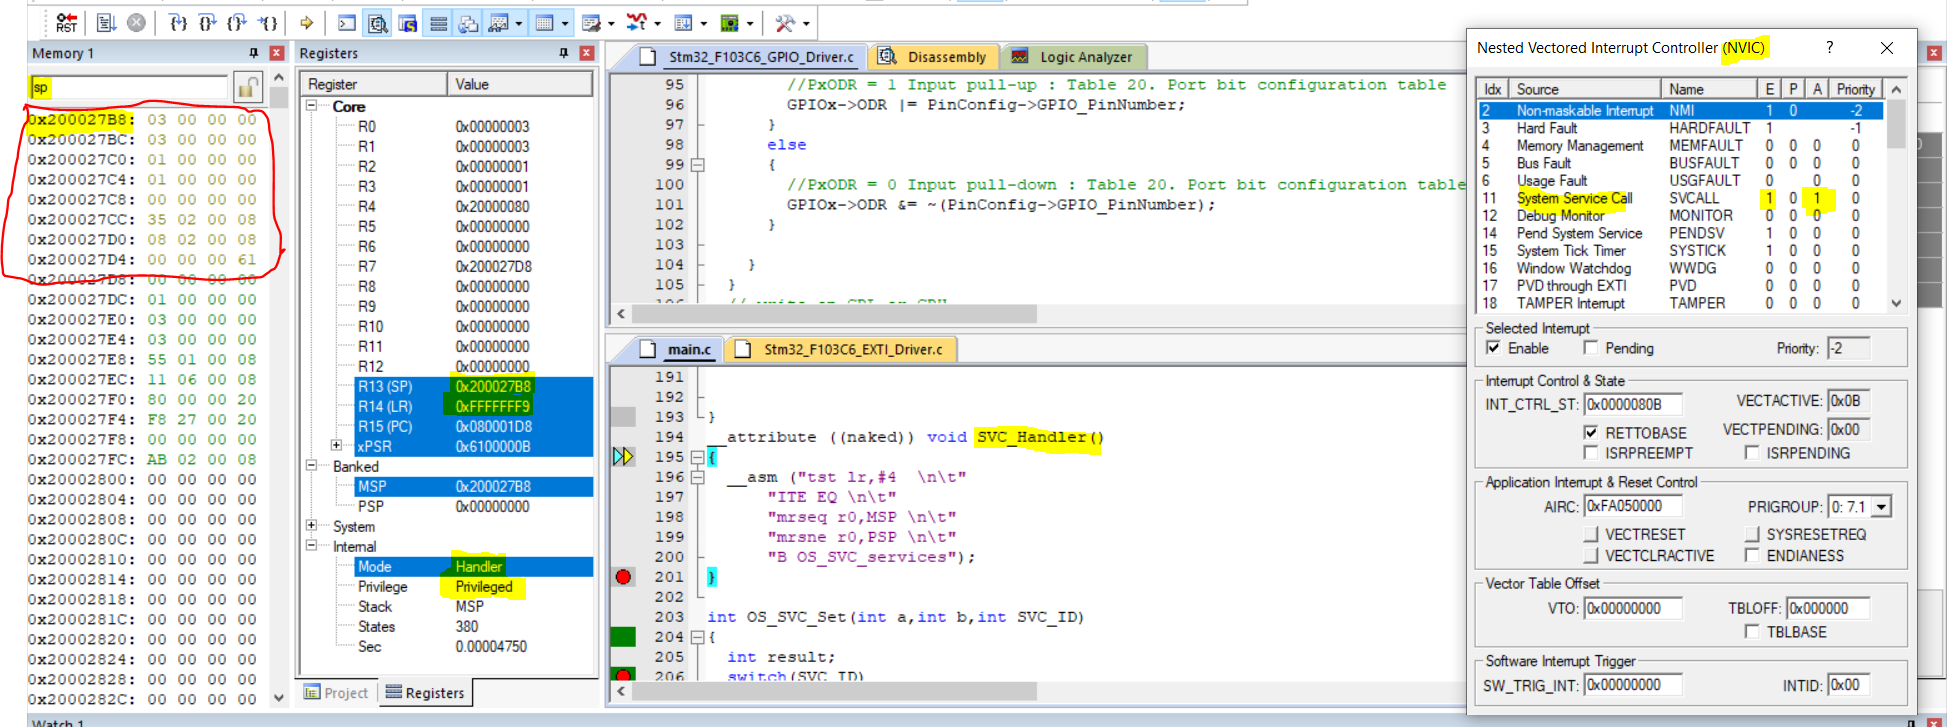 RST
Memory 1
sp
0x200027B8: 03 00 00 00
0x200027BC: 03 00 00 00
0x200027C0: 01 00 00 00
0x200027C4: 01 00 00 00
0x200027C8: 00 00 00 00
0x200027CC: 35 02 00 08
0x200027D0: 08 02 00 08
0x200027D4: 00 00 00 61
0x200027D8: 00 00 00 00
0x200027DC: 01 00 00 00
0x200027E0: 03 00 00 00
0x200027E4: 03 00 00 00
0x200027E8: 55 01 00 08
0x200027EC: 11 06 00 08
0x200027F0: 80 00 00 20
0x200027F4: F8 27 00 20
0x200027F8: 00 00 00 00
0x200027FC: AB 02 00 08
0x20002800: 00 00 00 00
0x20002804: 00 00 00 00
0x20002808: 00 00 00 00
0x2000280C: 00 00 00 00
0x20002810: 00 00 00 00
0x20002814: 00 00 00 00
0x20002818: 00 00 00 00
0x2000281C: 00 00 00 00
0x20002820: 00 00 00 00
0x20002824: 00 00 00 00
0x20002828: 00 00 00 00
0x2000282C: 00 00 00 00
Watch 1
Registers
Register Value
Core
R0 0x00000003
R1 0x00000003
R2 0x00000001
R3 0x00000001
R4 0x20000080
R5 0x00000000
R6 0x00000000
R7 0x200027D8
R8 0x00000000
R9 0x00000000
R10 0x00000000
R11 0x00000000
R12 0x00000000
R13 (SP) 0x200027B8
R14 (LR) 0xFFFFFFF9
R15 (PC) 0x080001D8
xPSR 0x6100000B
Banked
MSP 0x200027B8
PSP 0x00000000
System
Internal
Mode Handler
Privilege Privileged
Stack MSP
States 380
Sec 0.00004750
Project Registers
Stm32_F103C6_GPIO_Driver.c Disassembly Logic Analyzer
95 //PxODR = 1 Input pull-up : Table 20. Port bit configuration table
96 GPIOx->ODR |= PinConfig->GPIO_PinNumber;
97 }
98 else
99 {
100 //PxODR = 0 Input pull-down : Table 20. Port bit configuration table
101 GPIOx->ODR &= ~(PinConfig->GPIO_PinNumber);
102 }
103
104 }
105 }
main.c Stm32_F103C6_EXTI_Driver.c
191
192
193 }
194 __attribute ((naked)) void SVC_Handler()
195 {
196 __asm ("tst lr,#4 \n\t"
197 "ITE EQ \n\t"
198 "mrseq r0,MSP \n\t"
199 "mrsne r0,PSP \n\t"
200 "B OS_SVC_services");
201 }
202
203 int OS_SVC_Set(int a,int b,int SVC_ID)
204 {
205 int result;
206 switch(SVC_ID)
Nested Vectored Interrupt Controller (NVIC) ?
Idx Source Name E P A Priority
2 Non-maskable Interrupt NMI 1 0 -2
3 Hard Fault HARDFAULT 1 -1
4 Memory Management MEMFAULT 0 0 0 0
5 Bus Fault BUSFAULT 0 0 0 0
6 Usage Fault USGFAULT 0 0 0
11 System Service Call SVCALL 1 0 1 0
12 Debug Monitor MONITOR 0 0 0 0
14 Pend System Service PENDSV 1 0 0 0
15 System Tick Timer SYSTICK 1 0 0 0
16 Window Watchdog WWDG 0 0 0 0
17 PVD through EXTI PVD 0 0 0 0
18 TAMPER Interrupt TAMPER 0 0 0 0
Selected Interrupt
Enable Pending Priority: -2
Interrupt Control & State
INT_CTRL_ST: 0x0000080B VECTACTIVE: 0x0B
RETTOBASE VECTPENDING: 0x00
ISRPREEMPT ISRPENDING
Application Interrupt & Reset Control
AIRC: 0xFA050000 PRIGROUP: 0: 7.1
VECTRESET SYSRESETREQ
VECTCLRACTIVE ENDIANESS
Vector Table Offset
VTO: 0x00000000 TBLOFF: 0x000000
TBLBASE
Software Interrupt Trigger
SW_TRIG_INT: 0x00000000 INTID: 0x00